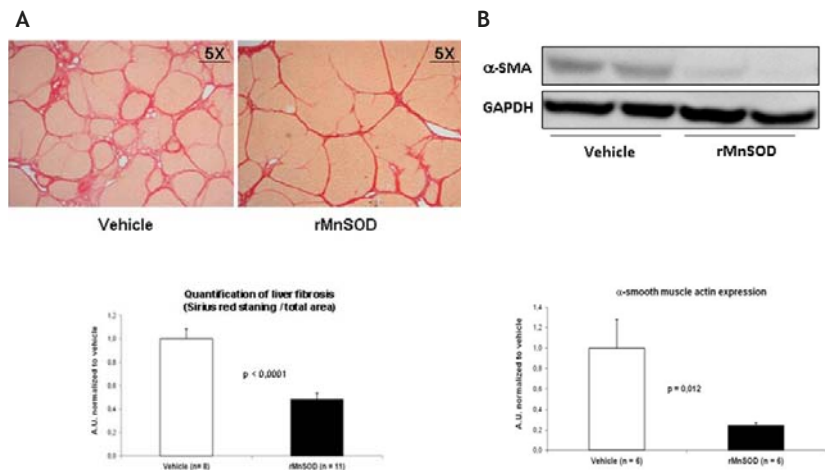 A
5X
5X
Vehicle
rMnSOD
Quantification of liver fibrosis
(Sirius red staning / total area)
A.U. normalized to vehicle
1,2
1,0
0,8
0,6
0,4
0,2
0,0
p < 0,0001
Vehicle (n= 8)
rMnSOD (n = 11)
B
α-SMA
GAPDH
Vehicle
rMnSOD
α-smooth muscle actin expression
A.U. normalized to vehicle
1,4
1,2
1,0
0,8
0,6
0,4
0,2
0,0
p = 0,012
Vehicle (n = 6)
rMnSOD (n = 6)